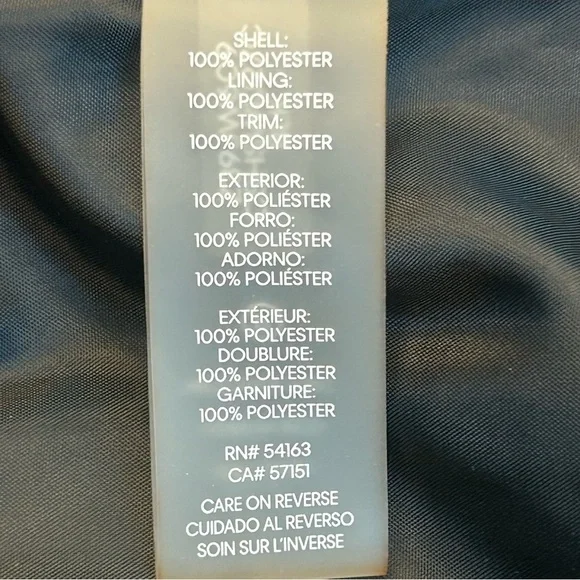 SHELL:
100% POLYESTER
LINING:
100% POLYESTER
TRIM:
100% POLYESTER
EXTERIOR:
100% POLIÉSTER
FORRO:
100% POLIÉSTER
ADORNO:
100% POLIÉSTER
EXTÉRIEUR:
100% POLYESTER
DOUBLURE:
100% POLYESTER
GARNITURE:
100% POLYESTER
RN# 54163
CA# 57151
CARE ON REVERSE
CUIDADO AL REVERSO
SOIN SUR L'INVERSE